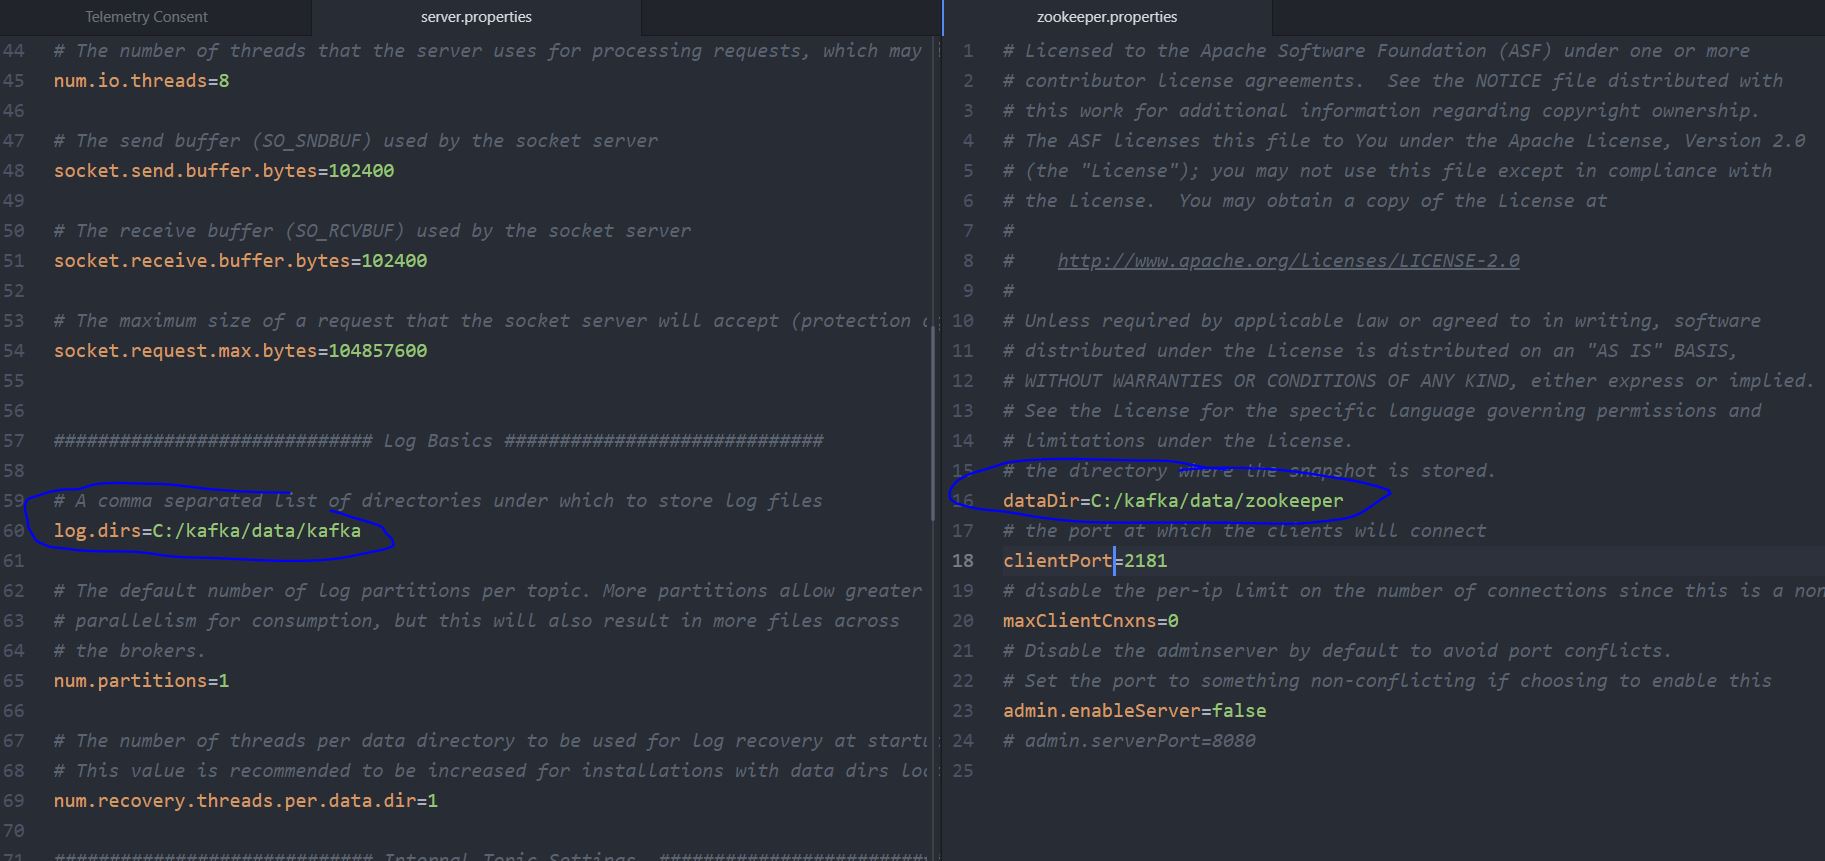 Telemetry Consent
server.properties
44 # The number of threads that the server uses for processing requests, which may
45 num.io.threads=8
46
47 # The send buffer (SO_SNDBUF) used by the socket server
48 socket.send.buffer.bytes=102400
49
50 # The receive buffer (SO_RCVBUF) used by the socket server
51 socket.receive.buffer.bytes=102400
52
53 # The maximum size of a request that the socket server will accept (protection
54 socket.request.max.bytes=104857600
55
56
57 ############################# Log Basics #############################
58
59 # A comma separated list of directories under which to store log files
60 log.dirs=C:/kafka/data/kafka
61
62 # The default number of log partitions per topic. More partitions allow greater
63 # parallelism for consumption, but this will also result in more files across
64 # the brokers.
65 num.partitions=1
66
67 # The number of threads per data directory to be used for log recovery at startu
68 # This value is recommended to be increased for installations with data dirs loc
69 num.recovery.threads.per.data.dir=1
70
71 ############################# Internal Topic Settings #########################
zookeeper.properties
1 # Licensed to the Apache Software Foundation (ASF) under one or more
2 # contributor license agreements.  See the NOTICE file distributed with
3 # this work for additional information regarding copyright ownership.
4 # The ASF licenses this file to You under the Apache License, Version 2.0
5 # (the "License"); you may not use this file except in compliance with
6 # the License.  You may obtain a copy of the License at
7 #
8 #    http://www.apache.org/licenses/LICENSE-2.0
9 #
10 # Unless required by applicable law or agreed to in writing, software
11 # distributed under the License is distributed on an "AS IS" BASIS,
12 # WITHOUT WARRANTIES OR CONDITIONS OF ANY KIND, either express or implied.
13 # See the License for the specific language governing permissions and
14 # limitations under the License.
15 # the directory where the snapshot is stored.
16 dataDir=C:/kafka/data/zookeeper
17 # the port at which the clients will connect
18 clientPort=2181
19 # disable the per-ip limit on the number of connections since this is a non
20 maxClientCnxns=0
21 # Disable the adminserver by default to avoid port conflicts.
22 # Set the port to something non-conflicting if choosing to enable this
23 admin.enableServer=false
24 # admin.serverPort=8080
25